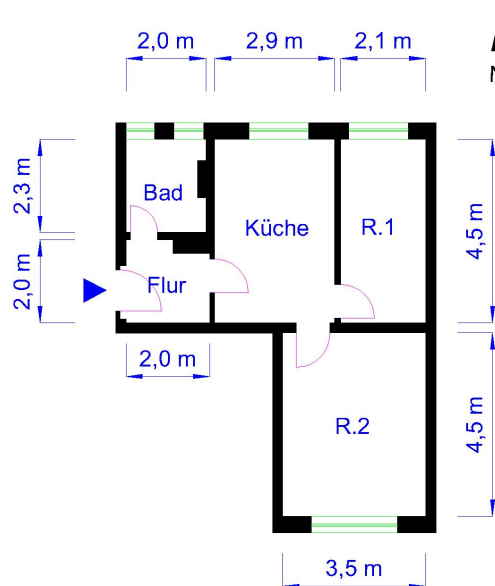 2,0 m 2,9 m 2,1 m
N
2,3 m
Bad
Küche
R.1
4,5 m
2,0 m
Flur
2,0 m
R.2
4,5 m
3,5 m